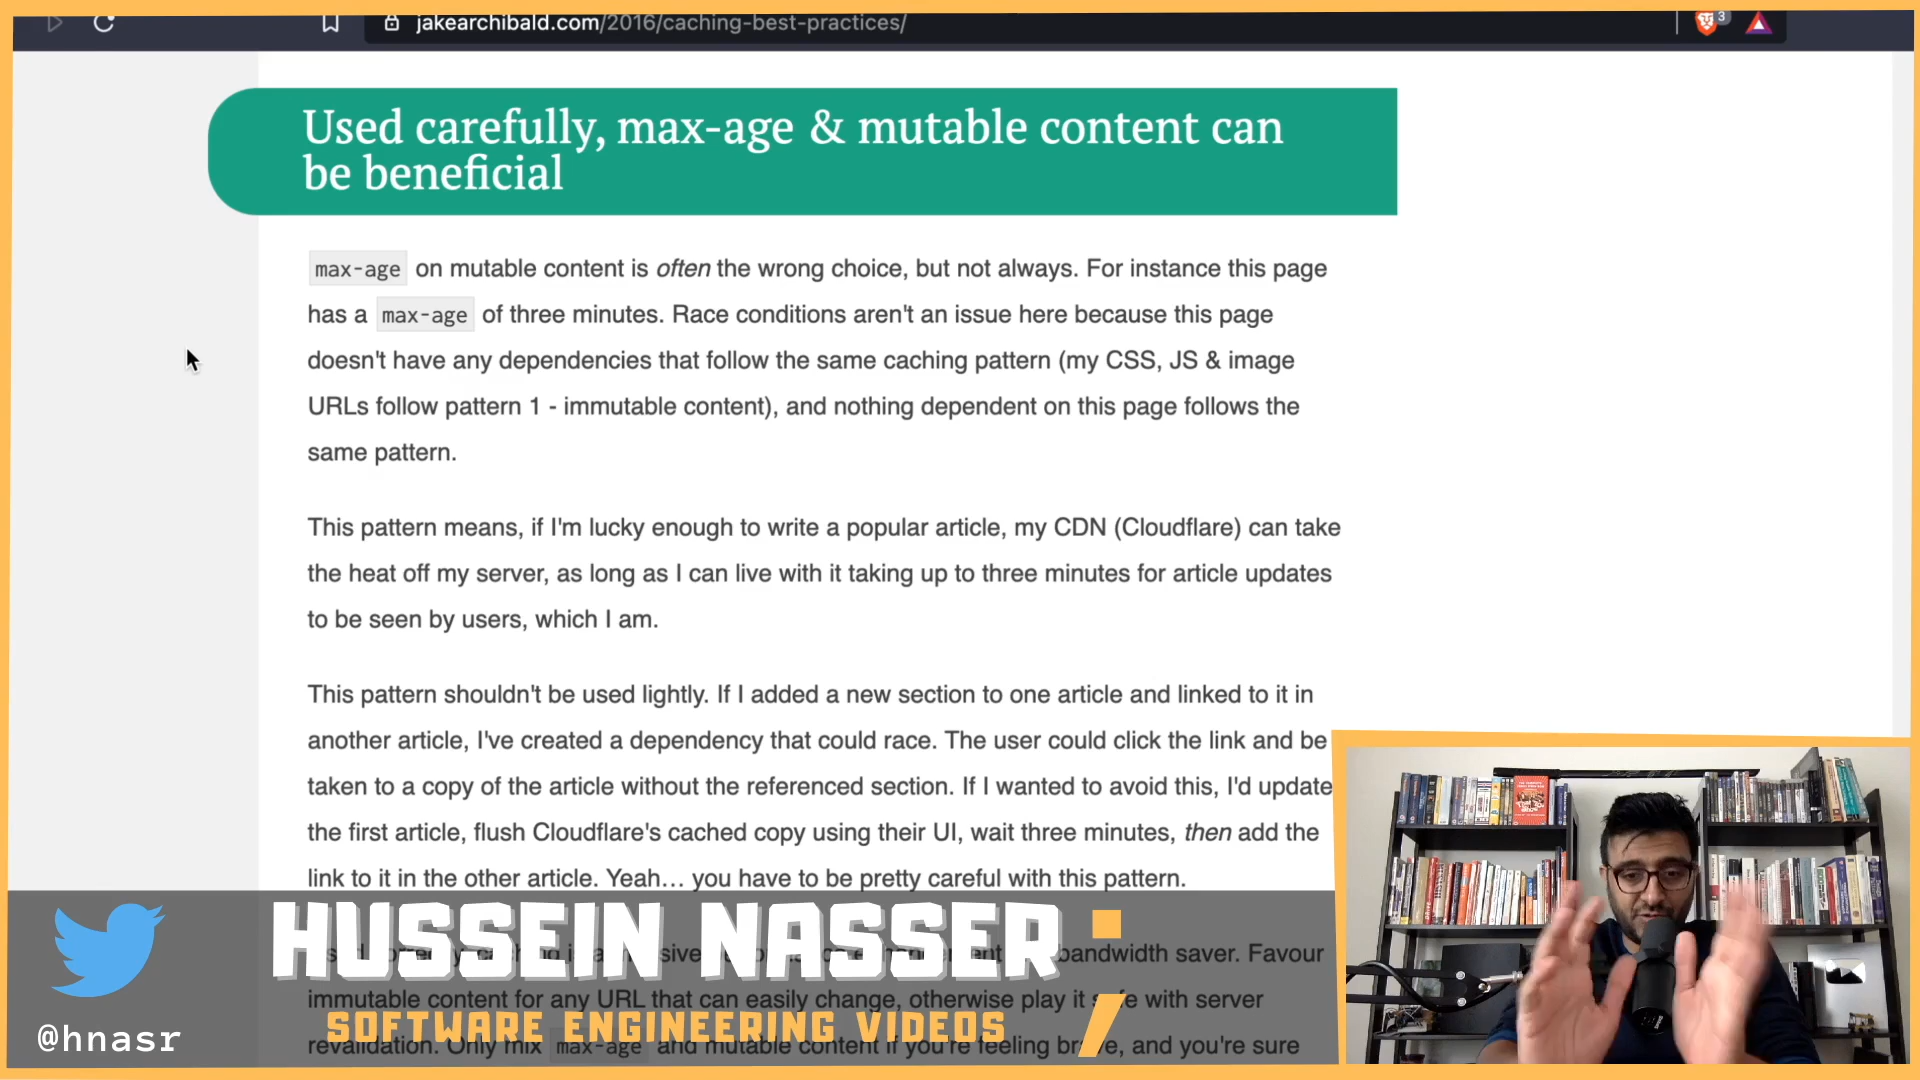 jakearchibald.com/2016/caching-best-practices/
3
Used carefully, max-age & mutable content can
be beneficial
max-age on mutable content is often the wrong choice, but not always. For instance this page
has a max-age of three minutes. Race conditions aren't an issue here because this page
doesn't have any dependencies that follow the same caching pattern (my CSS, JS & image
URLs follow pattern 1 - immutable content), and nothing dependent on this page follows the
same pattern.
This pattern means, if I'm lucky enough to write a popular article, my CDN (Cloudflare) can take
the heat off my server, as long as I can live with it taking up to three minutes for article updates
to be seen by users, which I am.
This pattern shouldn't be used lightly. If I added a new section to one article and linked to it in
another article, I've created a dependency that could race. The user could click the link and be
taken to a copy of the article without the referenced section. If I wanted to avoid this, I'd update
the first article, flush Cloudflare's cached copy using their UI, wait three minutes, then add the
link to it in the other article. Yeah… you have to be pretty careful with this pattern.
bandwidth saver. Favour
immutable content for any URL that can easily change, otherwise play it safe with server
revalidation. Only mix max-age and mutable content if you're feeling brave, and you're sure
HUSSEIN NASSER ;
SOFTWARE ENGINEERING VIDEOS
@hnasr